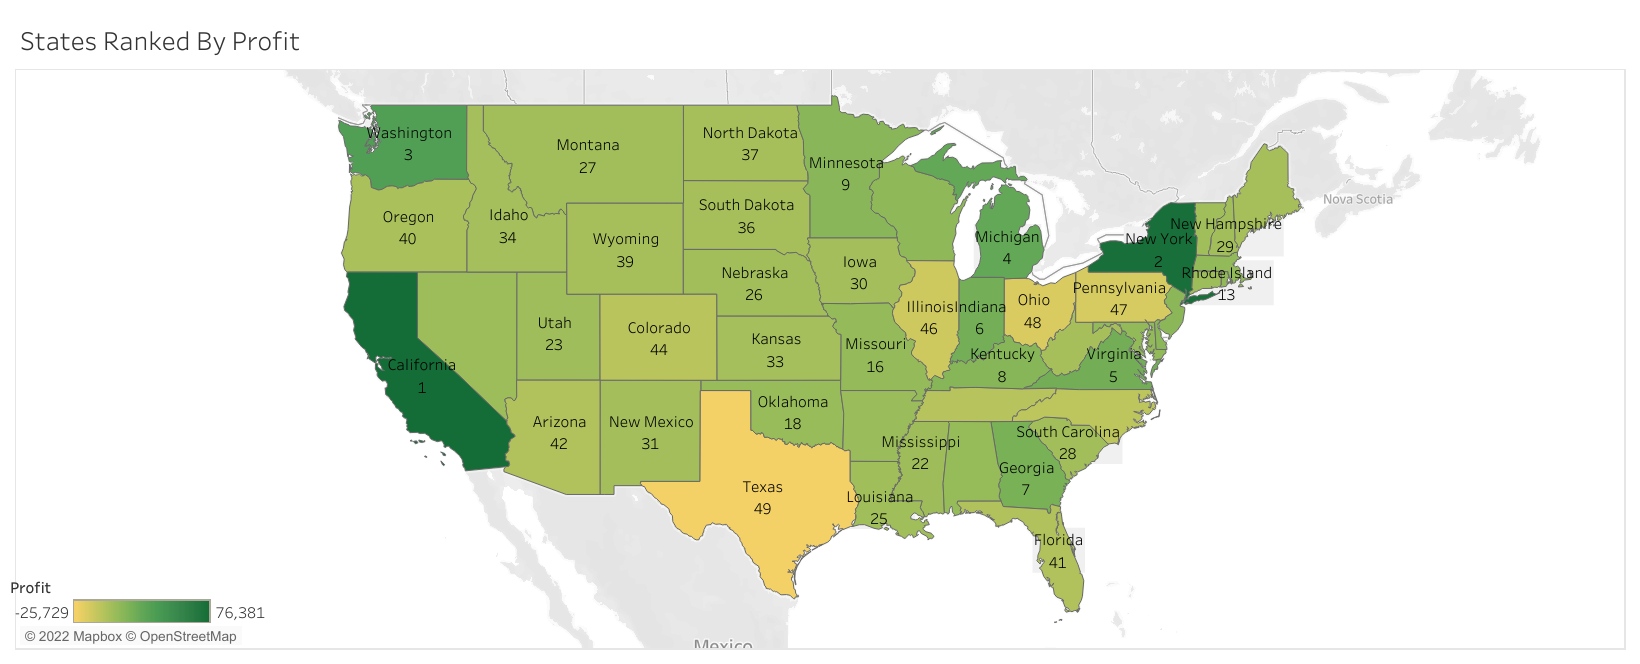 States Ranked By Profit
Washington
3
Montana
27
North Dakota
37
Minnesota
9
Oregon
40
Idaho
34
South Dakota
36
Wyoming
39
Michigan
4
New Hampshire
29
New York
2
Nova Scotia
Nebraska
26
Iowa
30
Rhode Island
13
Pennsylvania
47
Ohio
48
Illinois
46
Indiana
6
Utah
23
Colorado
44
Kansas
33
Missouri
16
Kentucky
8
Virginia
5
California
1
Arizona
42
New Mexico
31
Oklahoma
18
Mississippi
22
South Carolina
28
Georgia
7
Texas
49
Louisiana
25
Florida
41
Profit
-25,729
76,381
© 2022 Mapbox © OpenStreetMap
Mexico